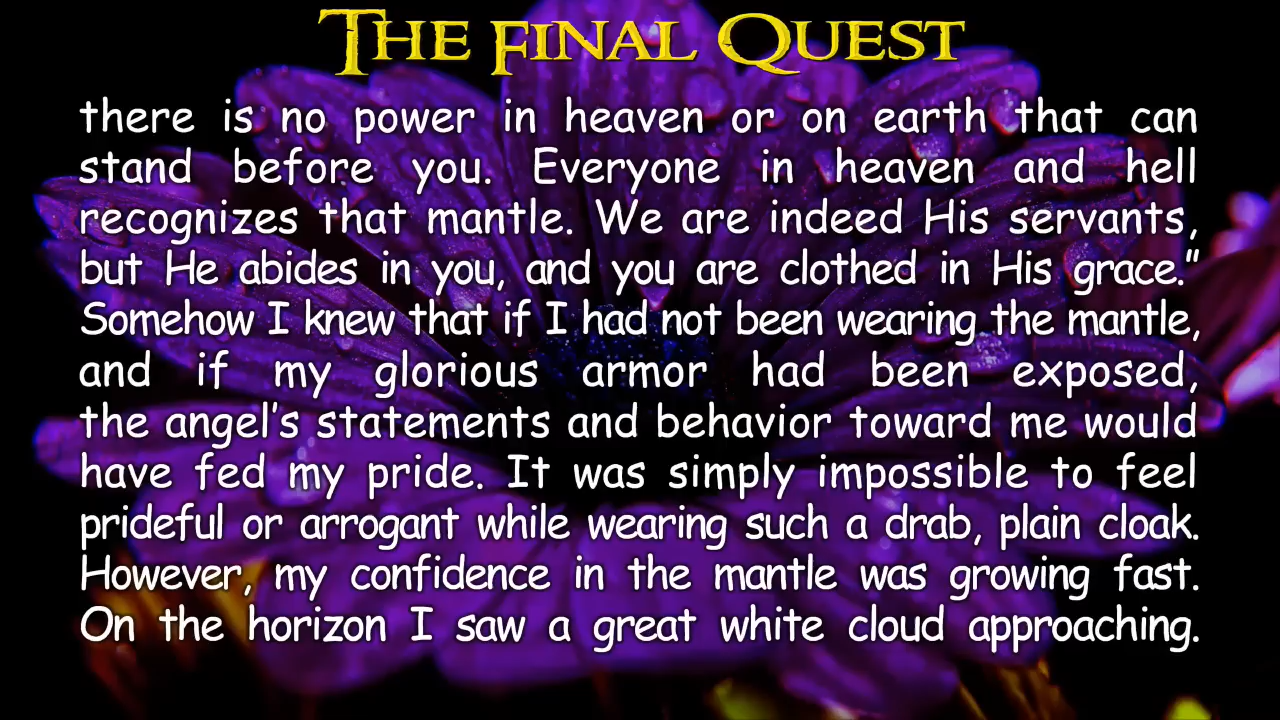 The Final Quest
there is no power in heaven or on earth that can
stand before you. Everyone in heaven and hell
recognizes that mantle. We are indeed His servants,
but He abides in you, and you are clothed in His grace."
Somehow I knew that if I had not been wearing the mantle,
and if my glorious armor had been exposed,
the angel's statements and behavior toward me would
have fed my pride. It was simply impossible to feel
prideful or arrogant while wearing such a drab, plain cloak.
However, my confidence in the mantle was growing fast.
On the horizon I saw a great white cloud approaching.